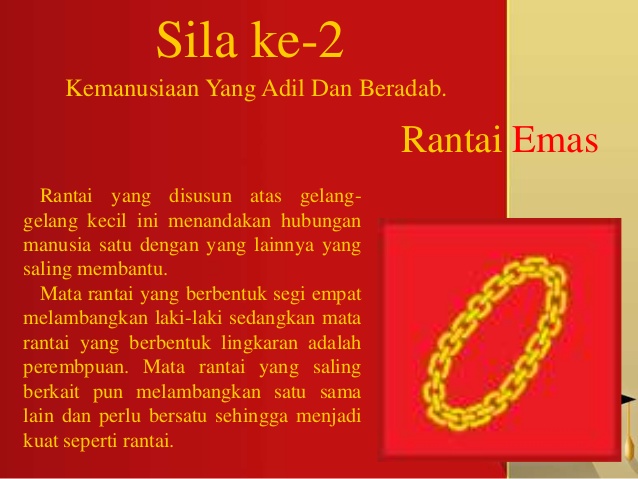 Sila ke-2
Kemanusiaan Yang Adil Dan Beradab.
Rantai Emas
Rantai yang disusun atas gelang-
gelang kecil ini menandakan hubungan
manusia satu dengan yang lainnya yang
saling membantu.
Mata rantai yang berbentuk segi empat
melambangkan laki-laki sedangkan mata
rantai yang berbentuk lingkaran adalah
perembpuan. Mata rantai yang saling
berkait pun melambangkan satu sama
lain dan perlu bersatu sehingga menjadi
kuat seperti rantai.